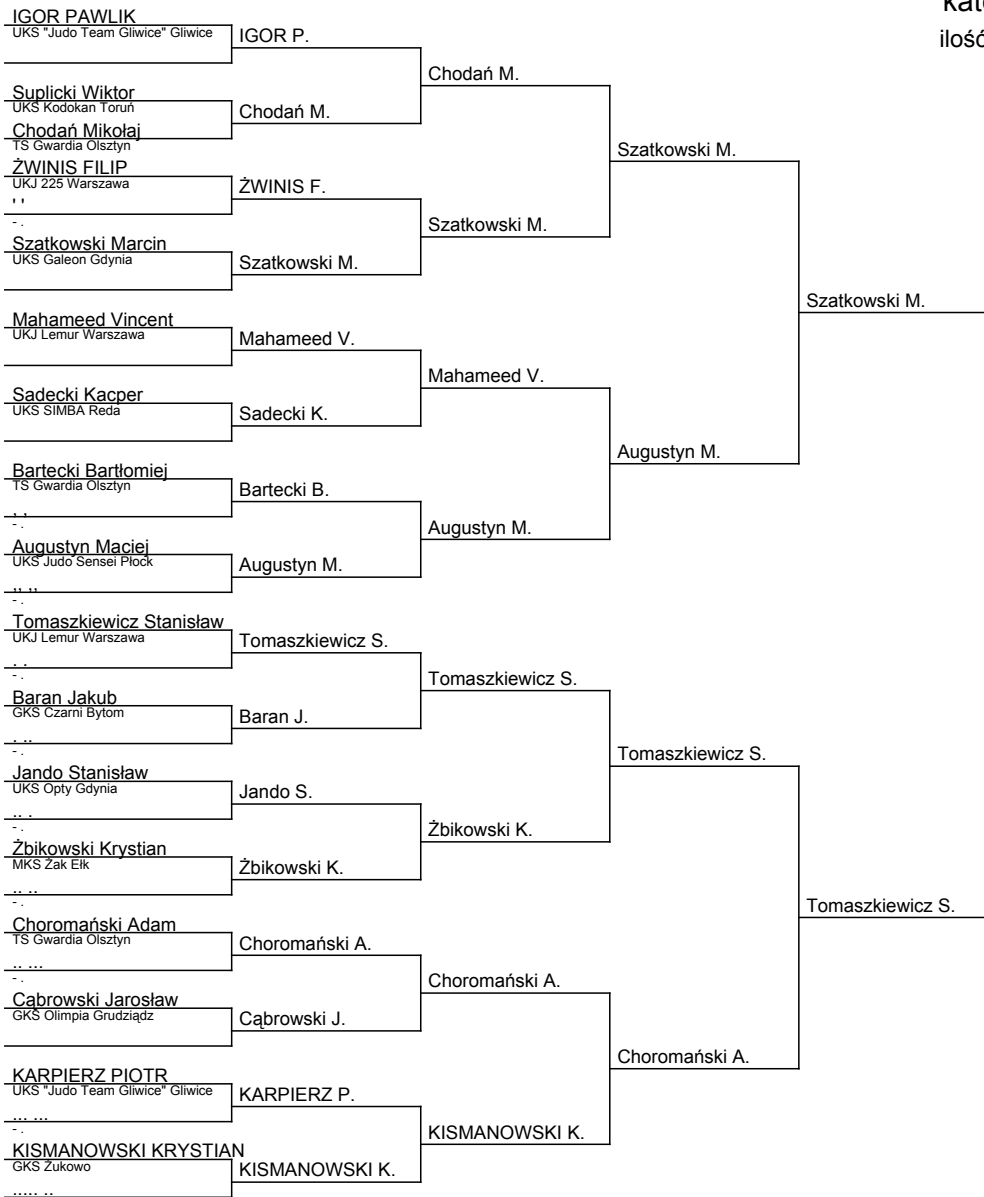 kate
ilość
IGOR PAWLIK
UKS "Judo Team Gliwice" Gliwice
IGOR P.
Chodań M.
Suplicki Wiktor
UKS Kodokan Toruń
Chodań M.
Chodań Mikołaj
TS Gwardia Olsztyn
Szatkowski M.
ŻWINIS FILIP
UKJ 225 Warszawa
ŻWINIS F.
' '
- .
Szatkowski M.
Szatkowski Marcin
UKS Galeon Gdynia
Szatkowski M.
Szatkowski M.
Mahameed Vincent
UKJ Lemur Warszawa
Mahameed V.
Mahameed V.
Sadecki Kacper
UKS SIMBA Reda
Sadecki K.
Augustyn M.
Bartecki Bartłomiej
TS Gwardia Olsztyn
Bartecki B.
, ,
- .
Augustyn M.
Augustyn Maciej
UKS Judo Sensei Płock
Augustyn M.
,, ,,
- .
Tomaszkiewicz Stanisław
UKJ Lemur Warszawa
Tomaszkiewicz S.
. .
- .
Tomaszkiewicz S.
Baran Jakub
GKS Czarni Bytom
Baran J.
. ..
- .
Tomaszkiewicz S.
Jando Stanisław
UKS Opty Gdynia
Jando S.
.. .
- .
Żbikowski K.
Żbikowski Krystian
MKS Żak Ełk
Żbikowski K.
.. ..
- .
Tomaszkiewicz S.
Choromański Adam
TS Gwardia Olsztyn
Choromański A.
.. ...
- .
Choromański A.
Cąbrowski Jarosław
GKS Olimpia Grudziądz
Cąbrowski J.
Choromański A.
KARPIERZ PIOTR
UKS "Judo Team Gliwice" Gliwice
KARPIERZ P.
... ...
- .
KISMANOWSKI K.
KISMANOWSKI KRYSTIAN
GKS Żukowo
KISMANOWSKI K.
..... ..